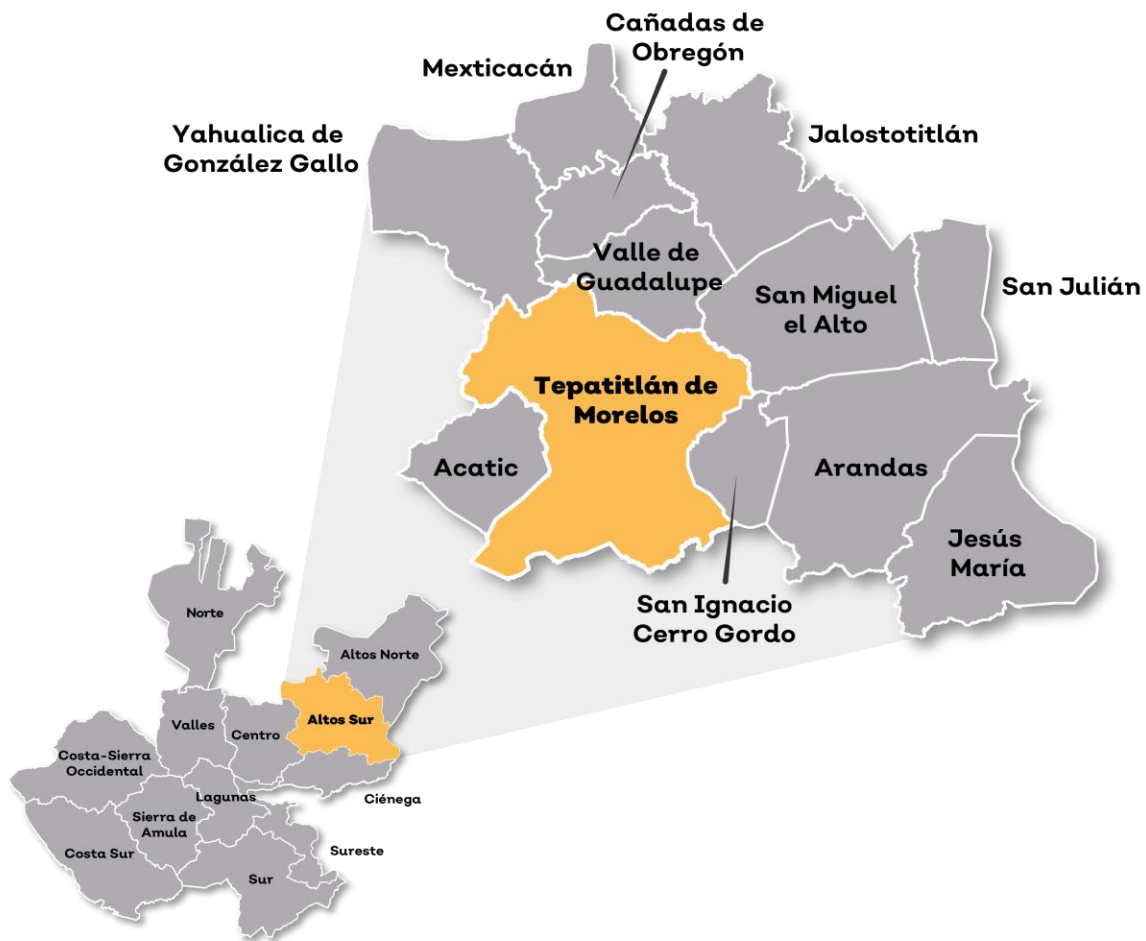 Cañadas de
Obregón
Mexticacán
Yahualica de
González Gallo
Jalostotitlán
Valle de
Guadalupe
San Miguel
el Alto
San Julián
Tepatitlán de
Morelos
Acatic
Arandas
Jesús
María
San Ignacio
Cerro Gordo
Norte
Altos Norte
Altos Sur
Valles
Centro
Costa-Sierra
Occidental
Lagunas
Ciénega
Sierra de
Amula
Sureste
Costa Sur
Sur